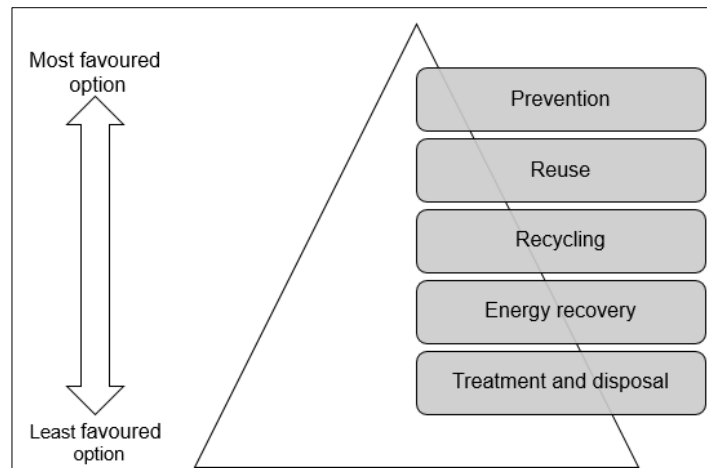 Most favoured
option
Prevention
Reuse
Recycling
Energy recovery
Treatment and disposal
Least favoured
option